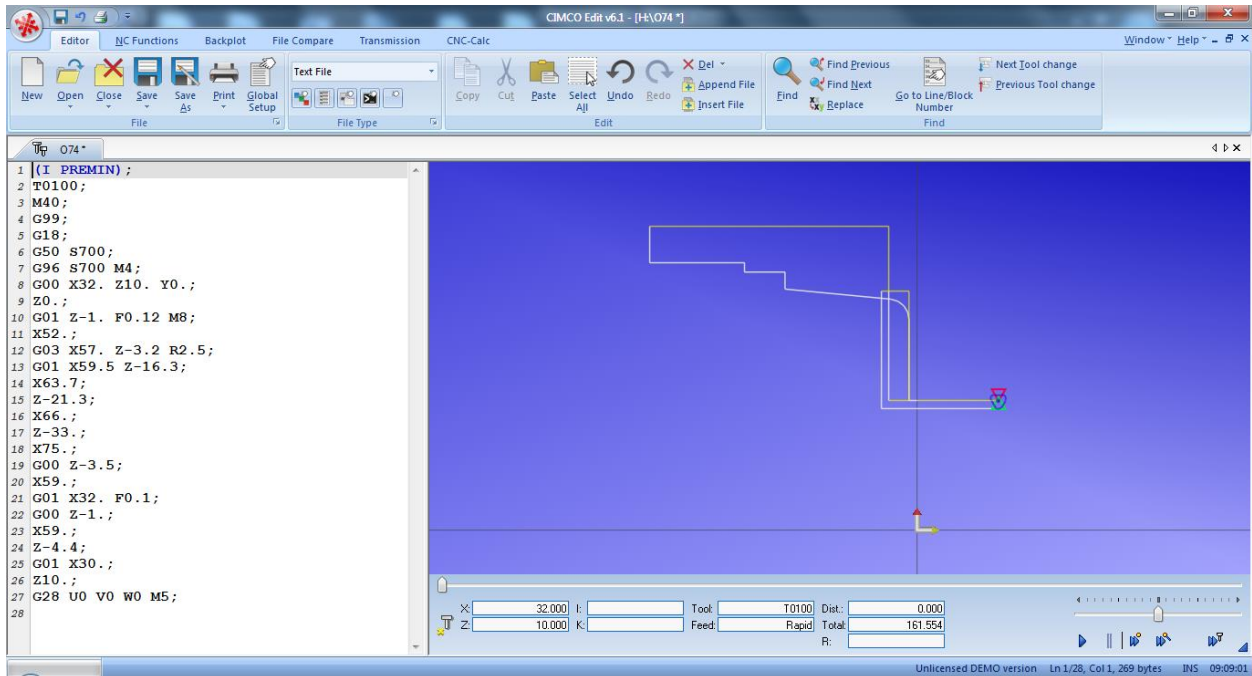 CIMCO Edit v6.1 - [H:\O74 *]
Editor NC Functions Backplot File Compare Transmission CNC-Calc Window Help
New Open Close Save Save As Print Global Setup
File
Text File
File Type
Copy Cut Paste Select All Undo Redo
Del
Append File
Insert File
Edit
Find
Find Previous
Find Next
Replace
Go to Line/Block Number
Next Tool change
Previous Tool change
Find
O74*
1 (I PREMIN);
2 T0100;
3 M40;
4 G99;
5 G18;
6 G50 S700;
7 G96 S700 M4;
8 G00 X32. Z10. Y0.;
9 Z0.;
10 G01 Z-1. F0.12 M8;
11 X52.;
12 G03 X57. Z-3.2 R2.5;
13 G01 X59.5 Z-16.3;
14 X63.7;
15 Z-21.3;
16 X66.;
17 Z-33.;
18 X75.;
19 G00 Z-3.5;
20 X59.;
21 G01 X32. F0.1;
22 G00 Z-1.;
23 X59.;
24 Z-4.4;
25 G01 X30.;
26 Z10.;
27 G28 U0 V0 W0 M5;
28
X: 32.000 I: Tool: T0100 Dist.: 0.000
Z: 10.000 K: Feed: Rapid Total: 161.554
R:
Unlicensed DEMO version Ln 1/28, Col 1, 269 bytes INS 09:09:01